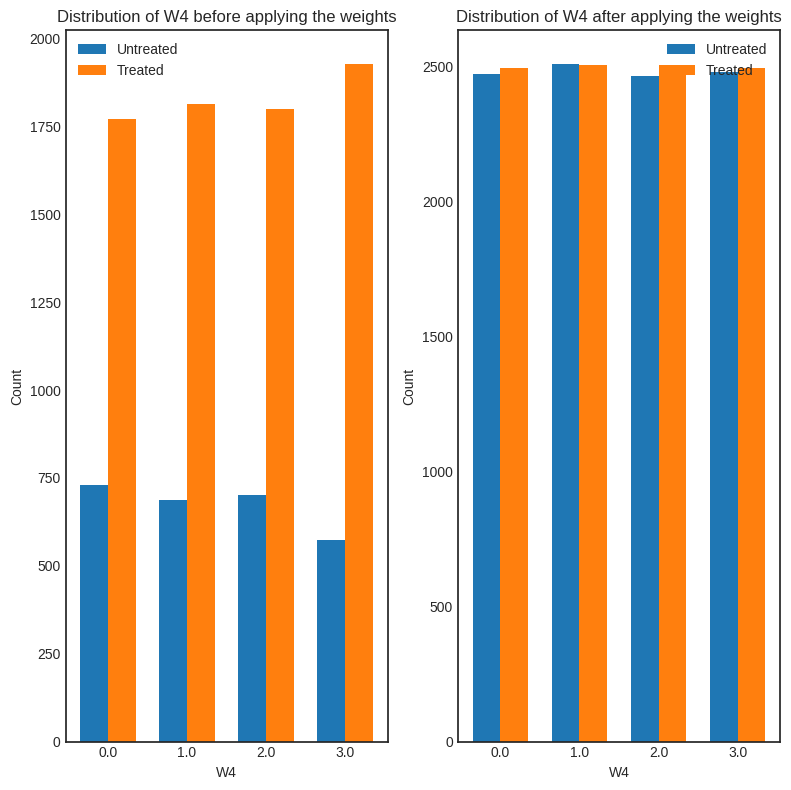 Distribution of W4 before applying the weights
Untreated
Treated
2000
1750
1500
1250
1000
750
500
250
0
Count
0.0 1.0 2.0 3.0
W4
Distribution of W4 after applying the weights
Untreated
Treated
2500
2000
1500
1000
500
0
Count
0.0 1.0 2.0 3.0
W4